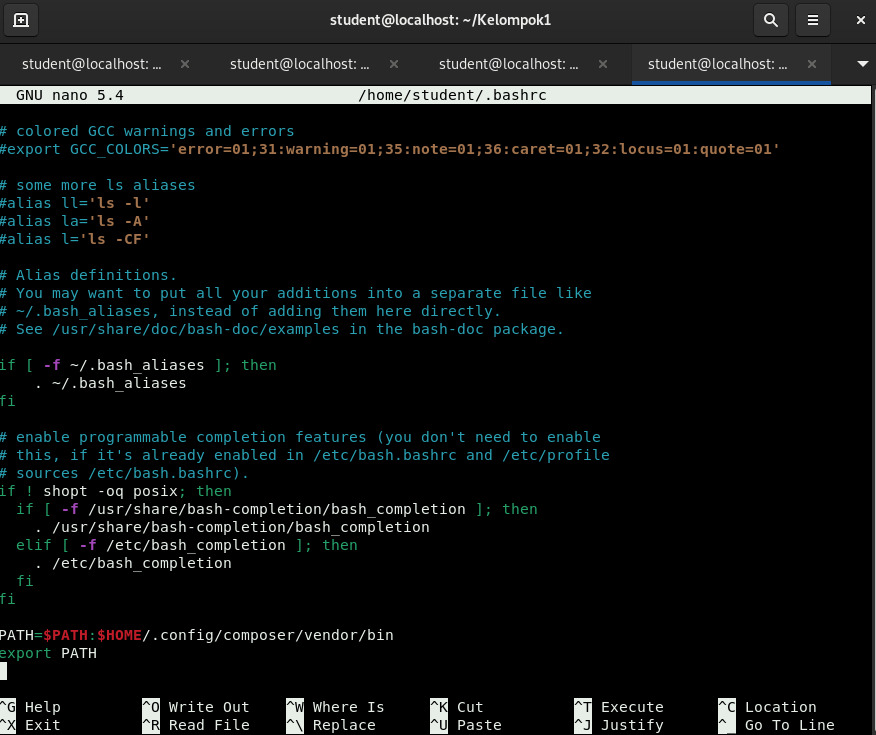 student@localhost: ~/Kelompok1
student@localhost: ... × student@localhost: ... × student@localhost: ... × student@localhost: ... ×
GNU nano 5.4 /home/student/.bashrc
# colored GCC warnings and errors
#export GCC_COLORS='error=01;31:warning=01;35:note=01;36:caret=01;32:locus=01:quote=01'
# some more ls aliases
#alias ll='ls -l'
#alias la='ls -A'
#alias l='ls -CF'
# Alias definitions.
# You may want to put all your additions into a separate file like
# ~/.bash_aliases, instead of adding them here directly.
# See /usr/share/doc/bash-doc/examples in the bash-doc package.
if [ -f ~/.bash_aliases ]; then
    . ~/.bash_aliases
fi
# enable programmable completion features (you don't need to enable
# this, if it's already enabled in /etc/bash.bashrc and /etc/profile
# sources /etc/bash.bashrc).
if ! shopt -oq posix; then
  if [ -f /usr/share/bash-completion/bash_completion ]; then
    . /usr/share/bash-completion/bash_completion
  elif [ -f /etc/bash_completion ]; then
    . /etc/bash_completion
  fi
fi
PATH=$PATH:$HOME/.config/composer/vendor/bin
export PATH
^G Help ^O Write Out ^W Where Is ^K Cut ^T Execute ^C Location
^X Exit ^R Read File ^\ Replace ^U Paste ^J Justify ^_ Go To Line